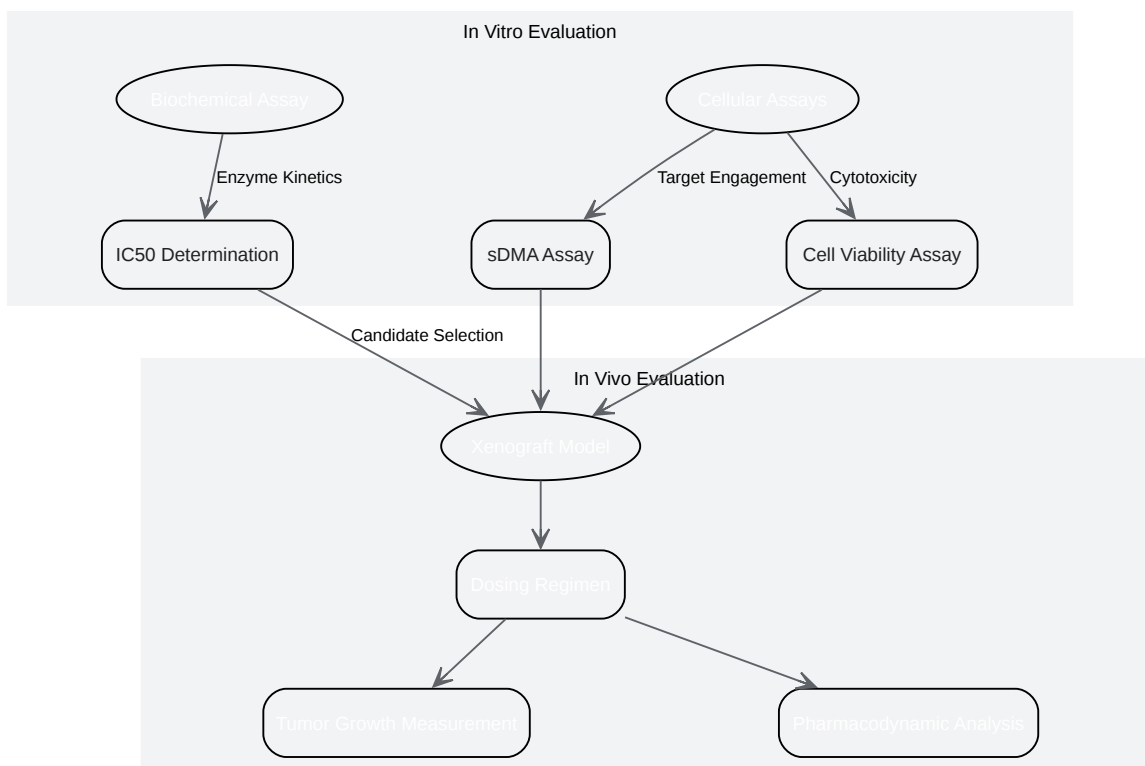 In Vitro Evaluation
Biochemical Assay
Cellular Assays
Enzyme Kinetics
Target Engagement
Cytotoxicity
IC50 Determination
sDMA Assay
Cell Viability Assay
Candidate Selection
In Vivo Evaluation
Xenograft Model
Dosing Regimen
Tumor Growth Measurement
Pharmacodynamic Analysis